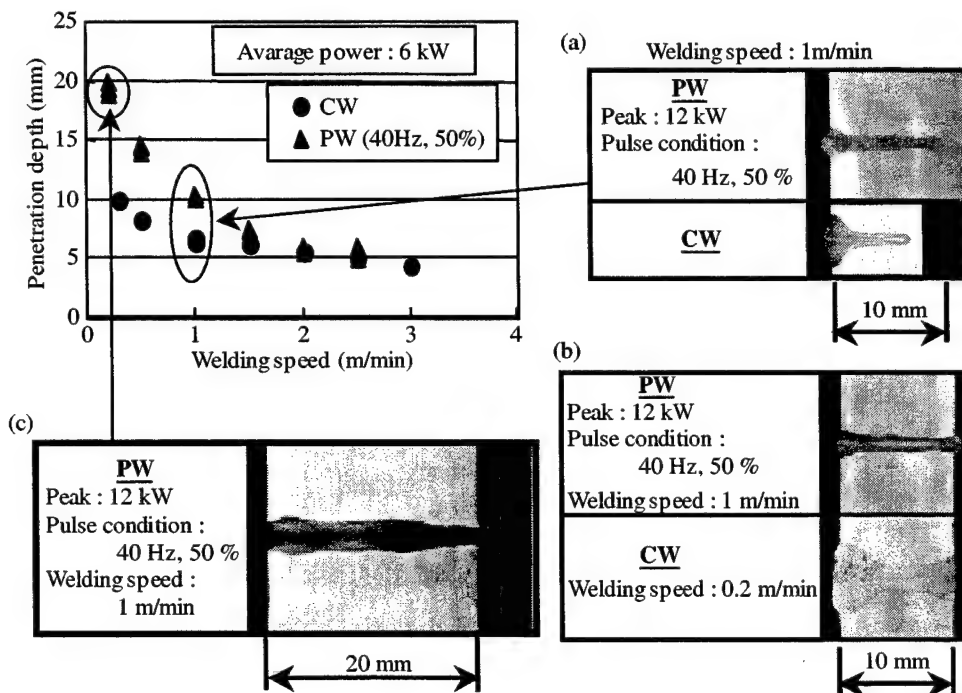 25
20
15
10
5
0
Penetration depth (mm)
0 1 2 3 4
Welding speed (m/min)
Avarage power : 6 kW
CW
PW (40Hz, 50%)
(a)
Welding speed : 1m/min
PW
Peak : 12 kW
Pulse condition :
40 Hz, 50 %
CW
10 mm
(b)
PW
Peak : 12 kW
Pulse condition :
40 Hz, 50 %
Welding speed : 1 m/min
CW
Welding speed : 0.2 m/min
10 mm
(c)
PW
Peak : 12 kW
Pulse condition :
40 Hz, 50 %
Welding speed :
1 m/min
20 mm